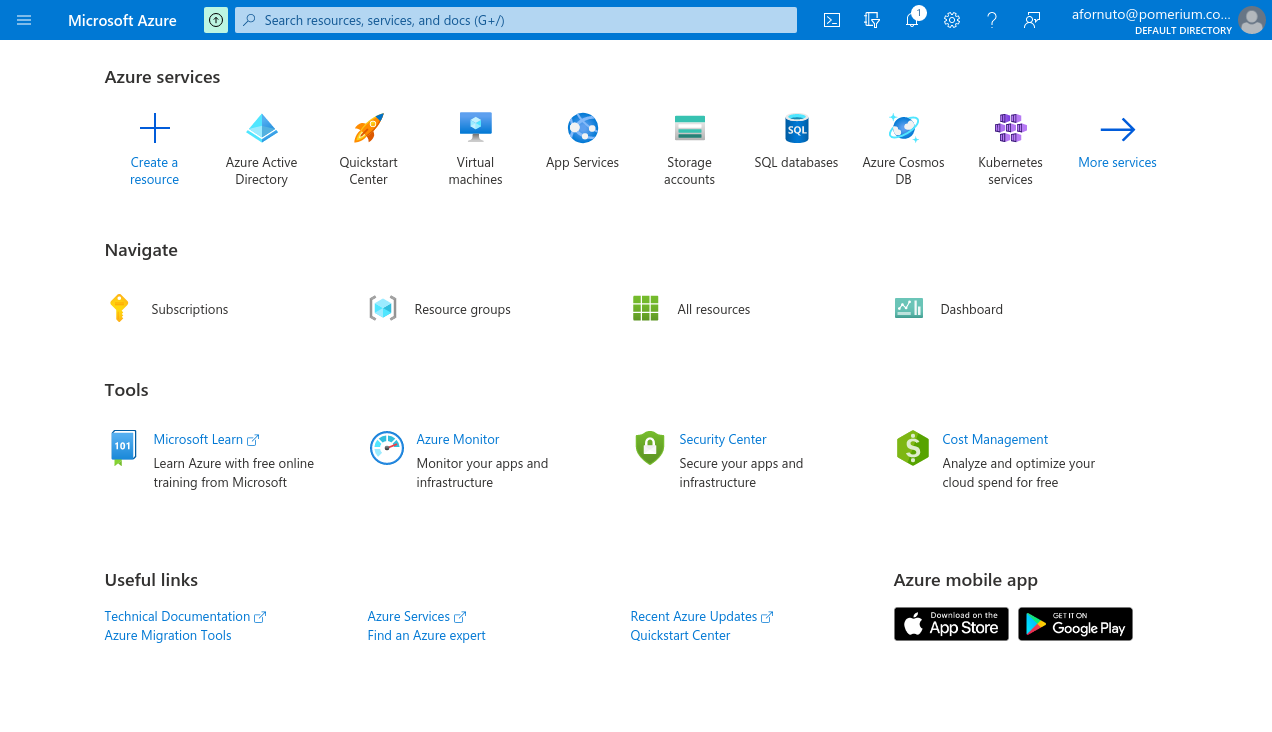 Microsoft Azure
Search resources, services, and docs (G+/)
1
afornuto@pomerium.co...
DEFAULT DIRECTORY
Azure services
Create a
resource
Azure Active
Directory
Quickstart
Center
Virtual
machines
App Services
Storage
accounts
SQL
SQL databases
Azure Cosmos
DB
Kubernetes
services
More services
Navigate
Subscriptions
Resource groups
All resources
Dashboard
Tools
101
Microsoft Learn
Learn Azure with free online
training from Microsoft
Azure Monitor
Monitor your apps and
infrastructure
Security Center
Secure your apps and
infrastructure
$
Cost Management
Analyze and optimize your
cloud spend for free
Useful links
Technical Documentation
Azure Migration Tools
Azure Services
Find an Azure expert
Recent Azure Updates
Quickstart Center
Azure mobile app
Download on the
App Store
GET IT ON
Google Play